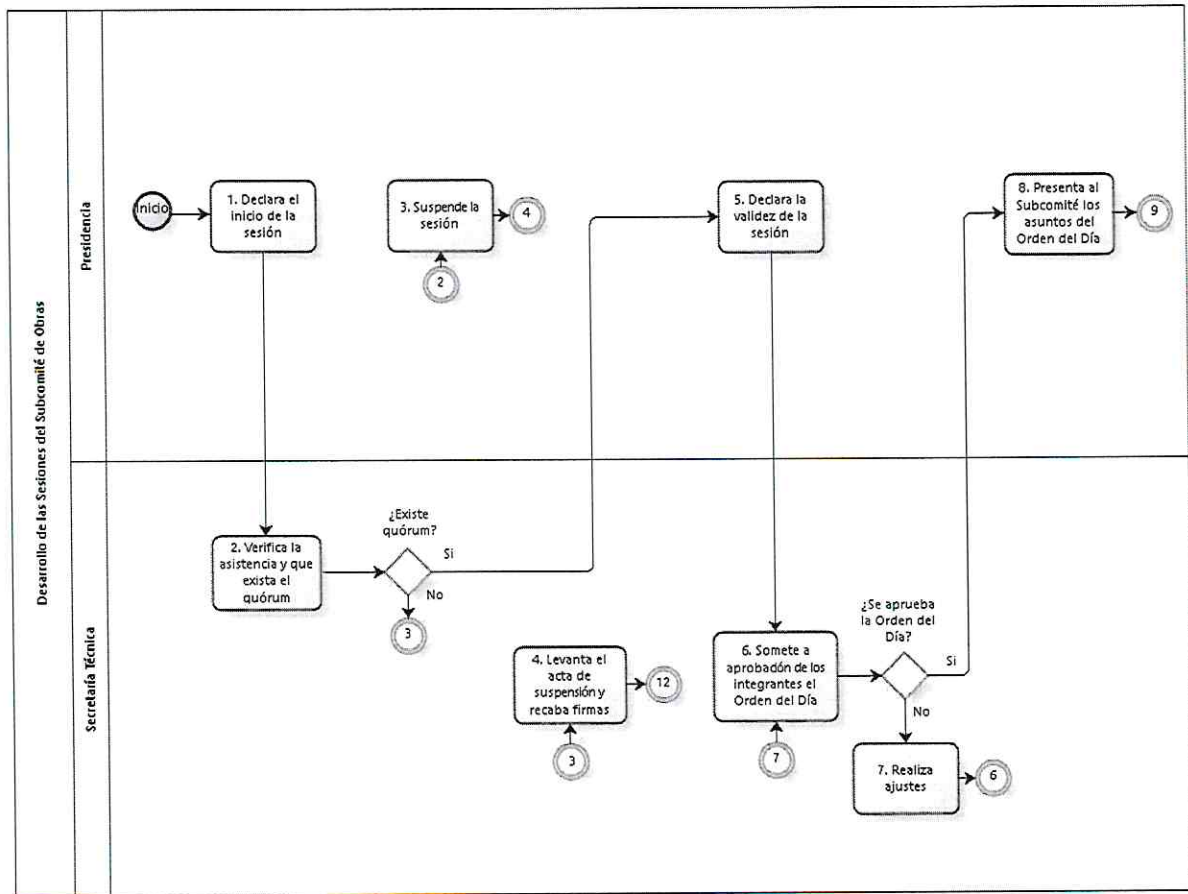 Desarrollo de las Sesiones del Subcomité de Obras
Presidencia
Inicio
1. Declara el
inicio de la
sesión
3. Suspende la
sesión
4
2
5. Declara la
validez de la
sesión
8. Presenta al
Subcomité los
asuntos del
Orden del Día
9
Secretaría Técnica
2. Verifica la
asistencia y que
exista el
quórum
¿Existe
quórum?
Si
No
3
4. Levanta el
acta de
suspensión y
recaba firmas
12
3
6. Somete a
aprobación de los
integrantes el
Orden del Día
7
¿Se aprueba
la Orden del
Día?
Si
No
7. Realiza
ajustes
6